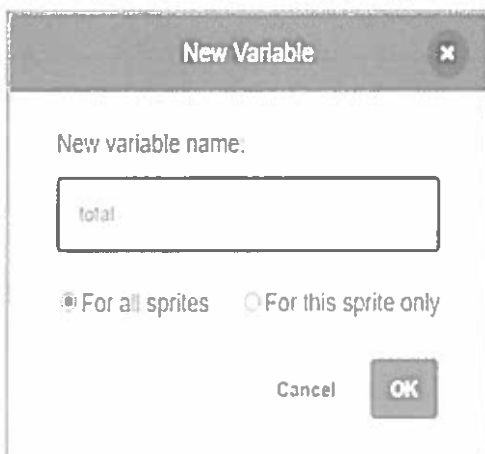 New Variable
New variable name:
total
For all sprites
For this sprite only
Cancel
OK